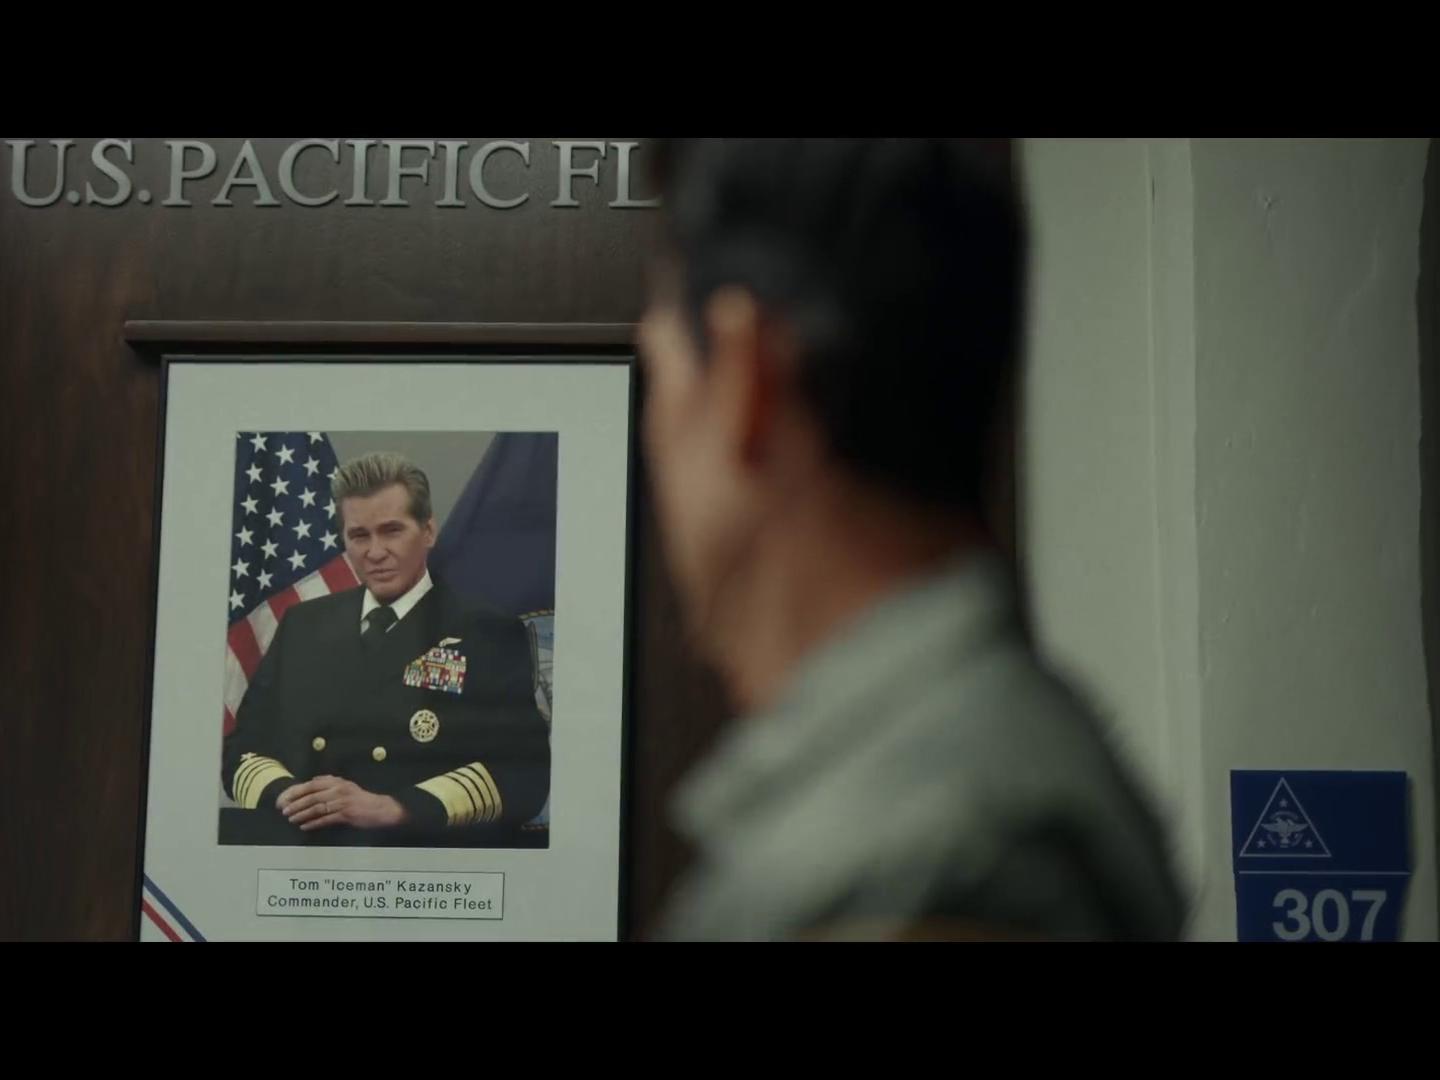 U.S. PACIFIC FL
Tom "Iceman" Kazansky
Commander, U.S. Pacific Fleet
307